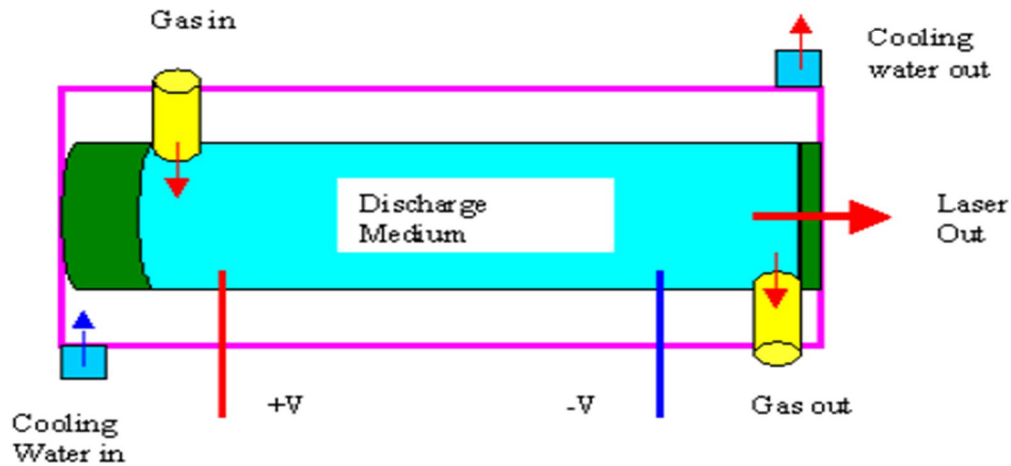 Gas in
Cooling
water out
Discharge
Medium
Laser
Out
+V
-V
Gas out
Cooling
Water in